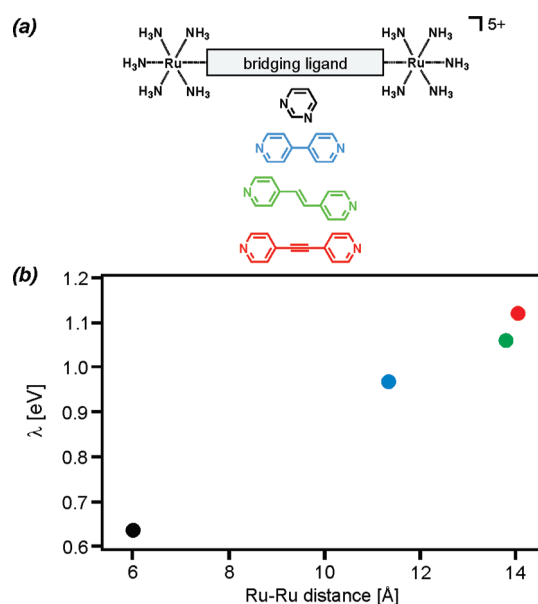 (a)
NH₃ NH₃ NH₃ NH₃ 5+
H₃N Ru bridging ligand Ru NH₃
H₃N NH₃ H₃N NH₃
N
N
N N
N
N
N N
(b)
1.2
1.1
1.0
0.9
0.8
0.7
0.6
λ [eV]
6 8 10 12 14
Ru-Ru distance [Å]